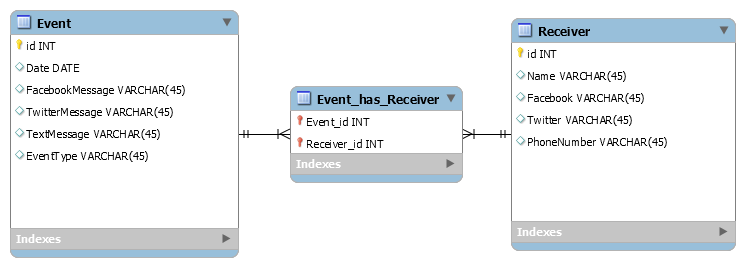 Event
id INT
Date DATE
FacebookMessage VARCHAR(45)
TwitterMessage VARCHAR(45)
TextMessage VARCHAR(45)
EventType VARCHAR(45)
Indexes
Event_has_Receiver
Event_id INT
Receiver_id INT
Indexes
Receiver
id INT
Name VARCHAR(45)
Facebook VARCHAR(45)
Twitter VARCHAR(45)
PhoneNumber VARCHAR(45)
Indexes